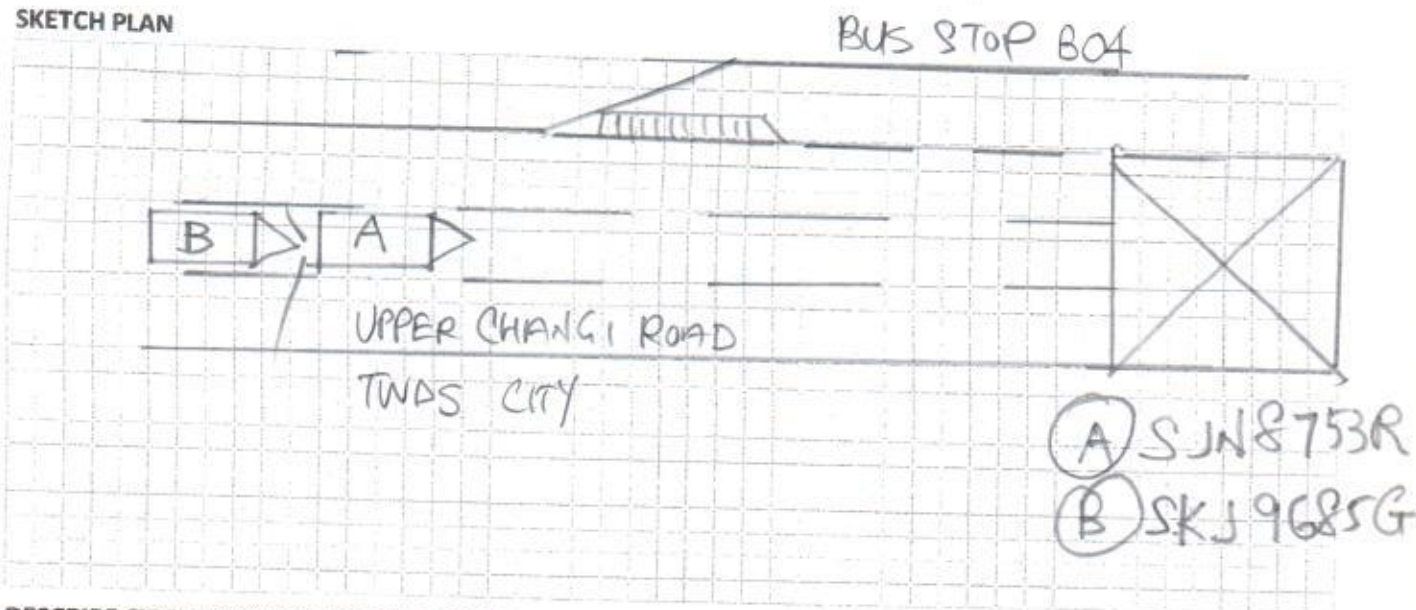 SKETCH PLAN
BUS STOP B04
B
A
UPPER CHANGI ROAD
TWDS CITY
A SJN8753R
B SKJ9685G